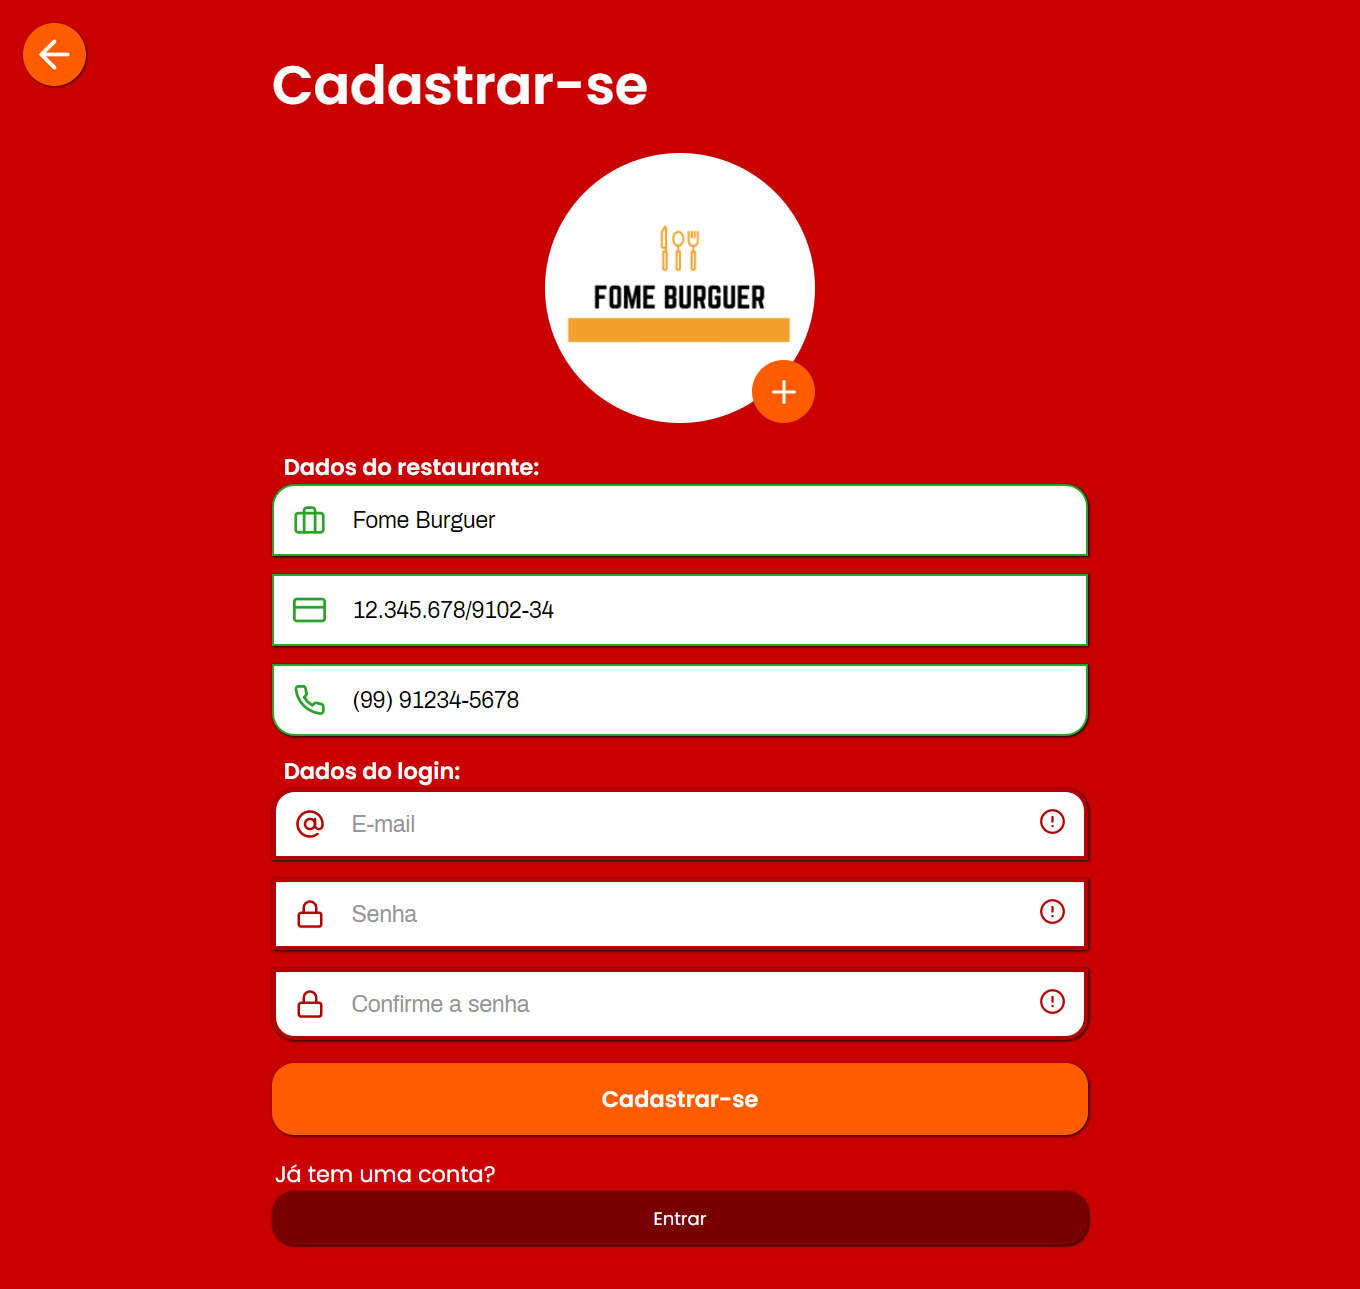 Cadastrar-se
FOME BURGUER
Dados do restaurante:
Fome Burguer
12.345.678/9102-34
(99) 91234-5678
Dados do login:
E-mail
Senha
Confirme a senha
Cadastrar-se
Já tem uma conta?
Entrar